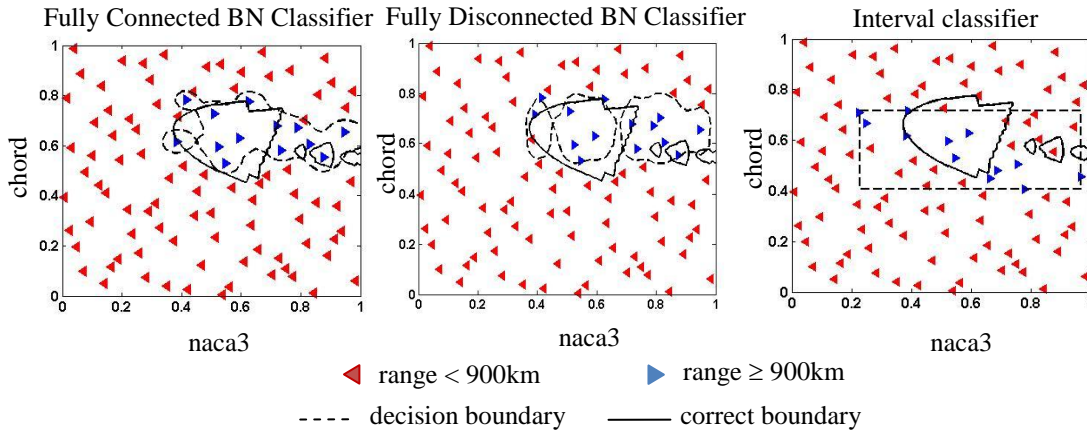 Fully Connected BN Classifier
Fully Disconnected BN Classifier
Interval classifier
1
0.8
0.6
0.4
0.2
0
chord
0
0.2
0.4
0.6
0.8
1
naca3
1
0.8
0.6
0.4
0.2
0
chord
0
0.2
0.4
0.6
0.8
1
naca3
1
0.8
0.6
0.4
0.2
0
chord
0
0.2
0.4
0.6
0.8
naca3
range < 900km
range ≥ 900km
decision boundary
correct boundary